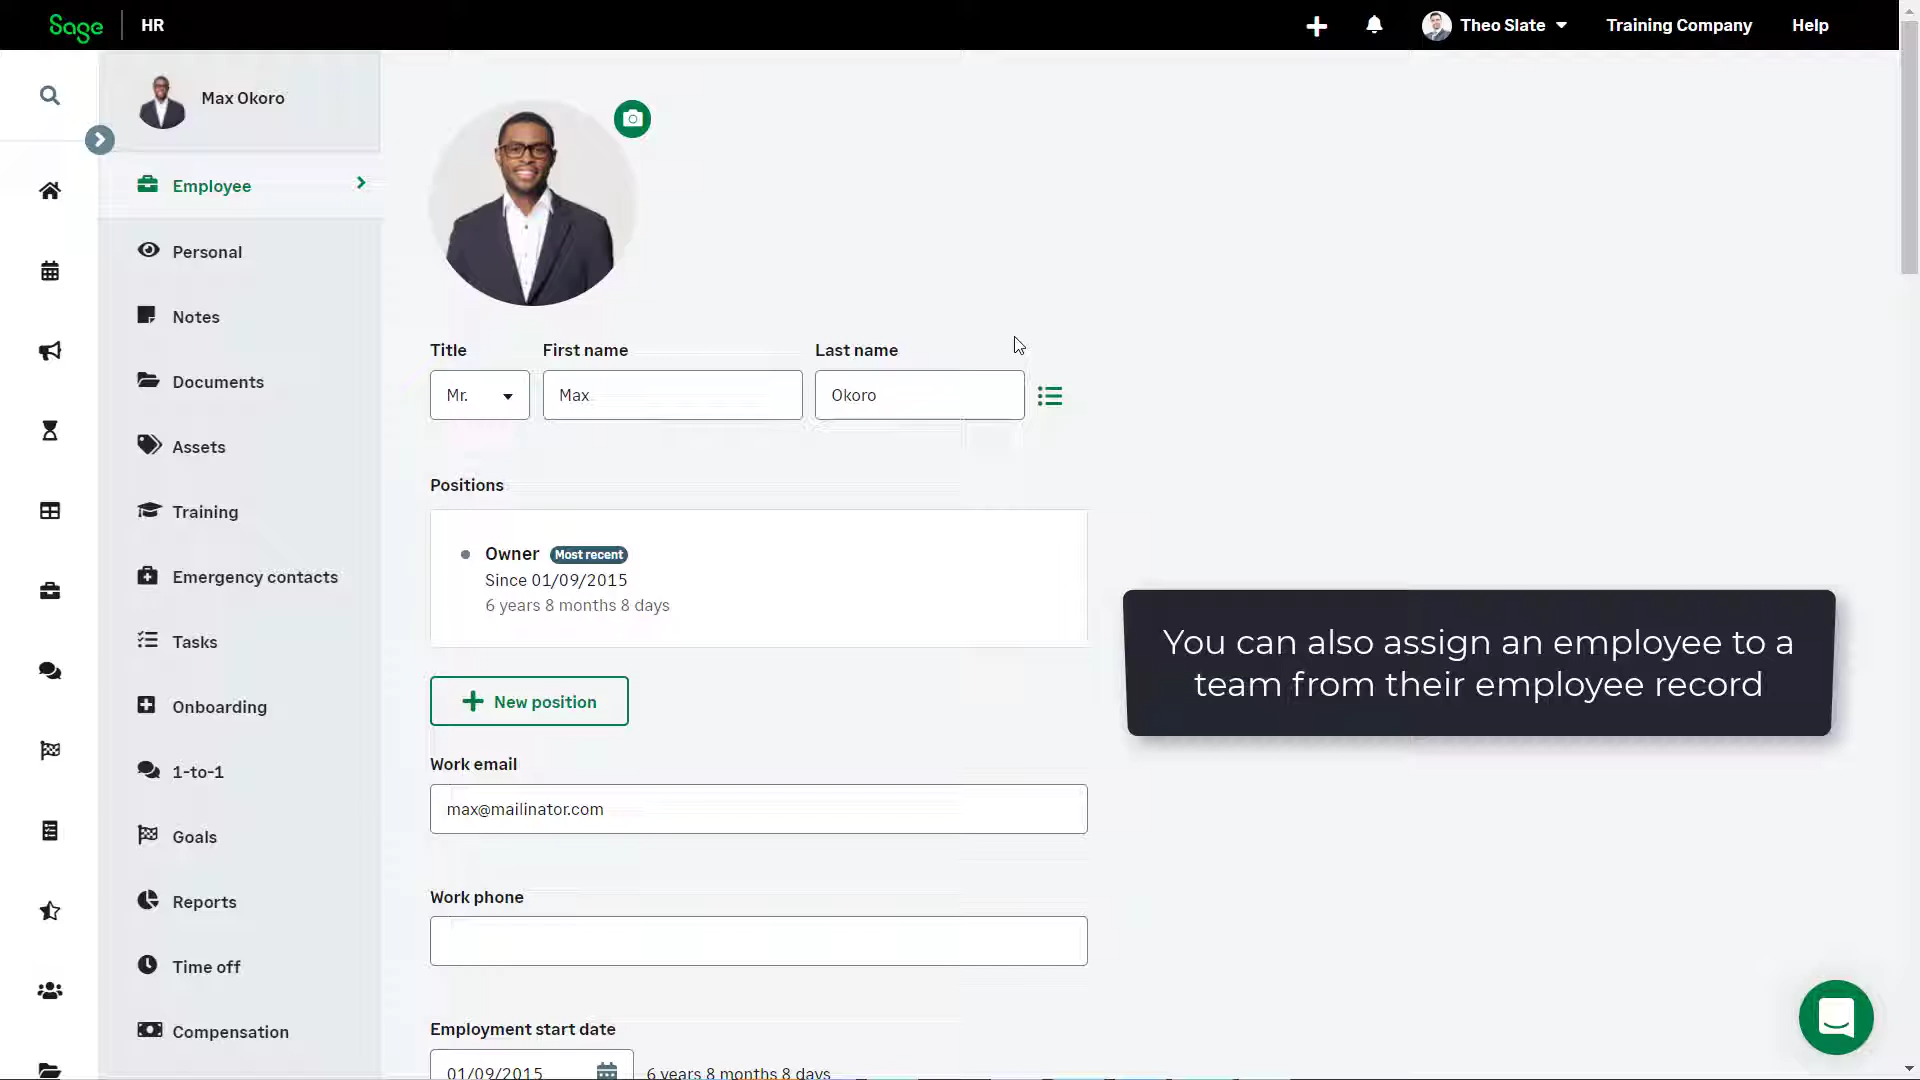 Sage HR Theo Slate Training Company Help
Max Okoro
Employee
Personal
Notes
Documents
Assets
Training
Emergency contacts
Tasks
Onboarding
1-to-1
Goals
Reports
Time off
Compensation
Title First name Last name
Mr. Max Okoro
Positions
Owner Most recent
Since 01/09/2015
6 years 8 months 8 days
New position
Work email
max@mailinator.com
Work phone
Employment start date
01/09/2015 6 years 8 months 8 days
You can also assign an employee to a
team from their employee record